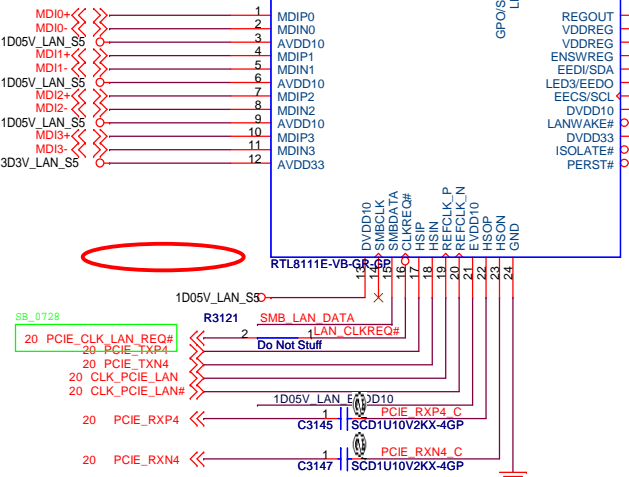 GPO/S
MDI0+ 1 MDIP0 REGOUT
MDI0- 2 MDIN0 VDDREG
1D05V_LAN_S5 3 AVDD10 VDDREG
MDI1+ 4 MDIP1 ENSWREG
MDI1- 5 MDIN1 EEDI/SDA
1D05V_LAN_S5 6 AVDD10 LED3/EEDO
MDI2+ 7 MDIP2 EECS/SCL
MDI2- 8 MDIN2 DVDD10
1D05V_LAN_S5 9 AVDD10 LANWAKE#
MDI3+ 10 MDIP3 DVDD33
MDI3- 11 MDIN3 ISOLATE#
3D3V_LAN_S5 12 AVDD33 PERST#
DVDD10 SMBCLK SMBDATA CLKREQ# HSIP HSIN REFCLK_P REFCLK_N EVDD10 HSOP HSON GND
RTL8111E-VB-GR-GP
13 14 15 16 17 18 19 20 21 22 23 24
1D05V_LAN_S5
SB_0728
R3121 SMB_LAN_DATA
20 PCIE_CLK_LAN_REQ# 2 1 LAN_CLKREQ#
Do Not Stuff
20 PCIE_TXP4
20 PCIE_TXN4
20 CLK_PCIE_LAN
20 CLK_PCIE_LAN#
1D05V_LAN_E DD10
20 PCIE_RXP4 1 PCIE_RXP4_C
C3145 SCD1U10V2KX-4GP
20 PCIE_RXN4 1 PCIE_RXN4_C
C3147 SCD1U10V2KX-4GP